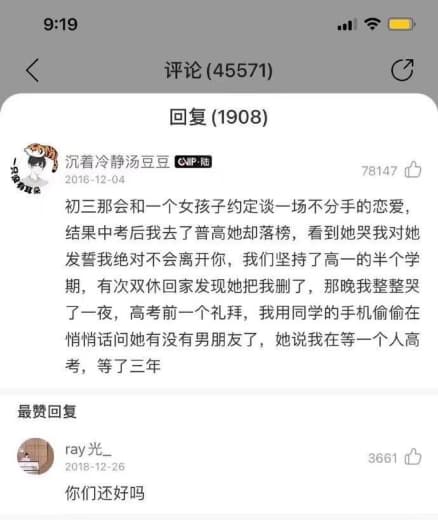 9:19
评论(45571)
回复(1908)
一只没有耳朵
沉着冷静汤豆豆 VIP·陆
2016-12-04
78147
初三那会和一个女孩子约定谈一场不分手的恋爱，
结果中考后我去了普高她却落榜，看到她哭我对她
发誓我绝对不会离开你，我们坚持了高一的半个学
期，有次双休回家发现她把我删了，那晚我整整哭
了一夜，高考前一个礼拜，我用同学的手机偷偷在
悄悄话问她有没有男朋友了，她说我在等一个人高
考，等了三年
最赞回复
ray光_
2018-12-26
3661
你们还好吗